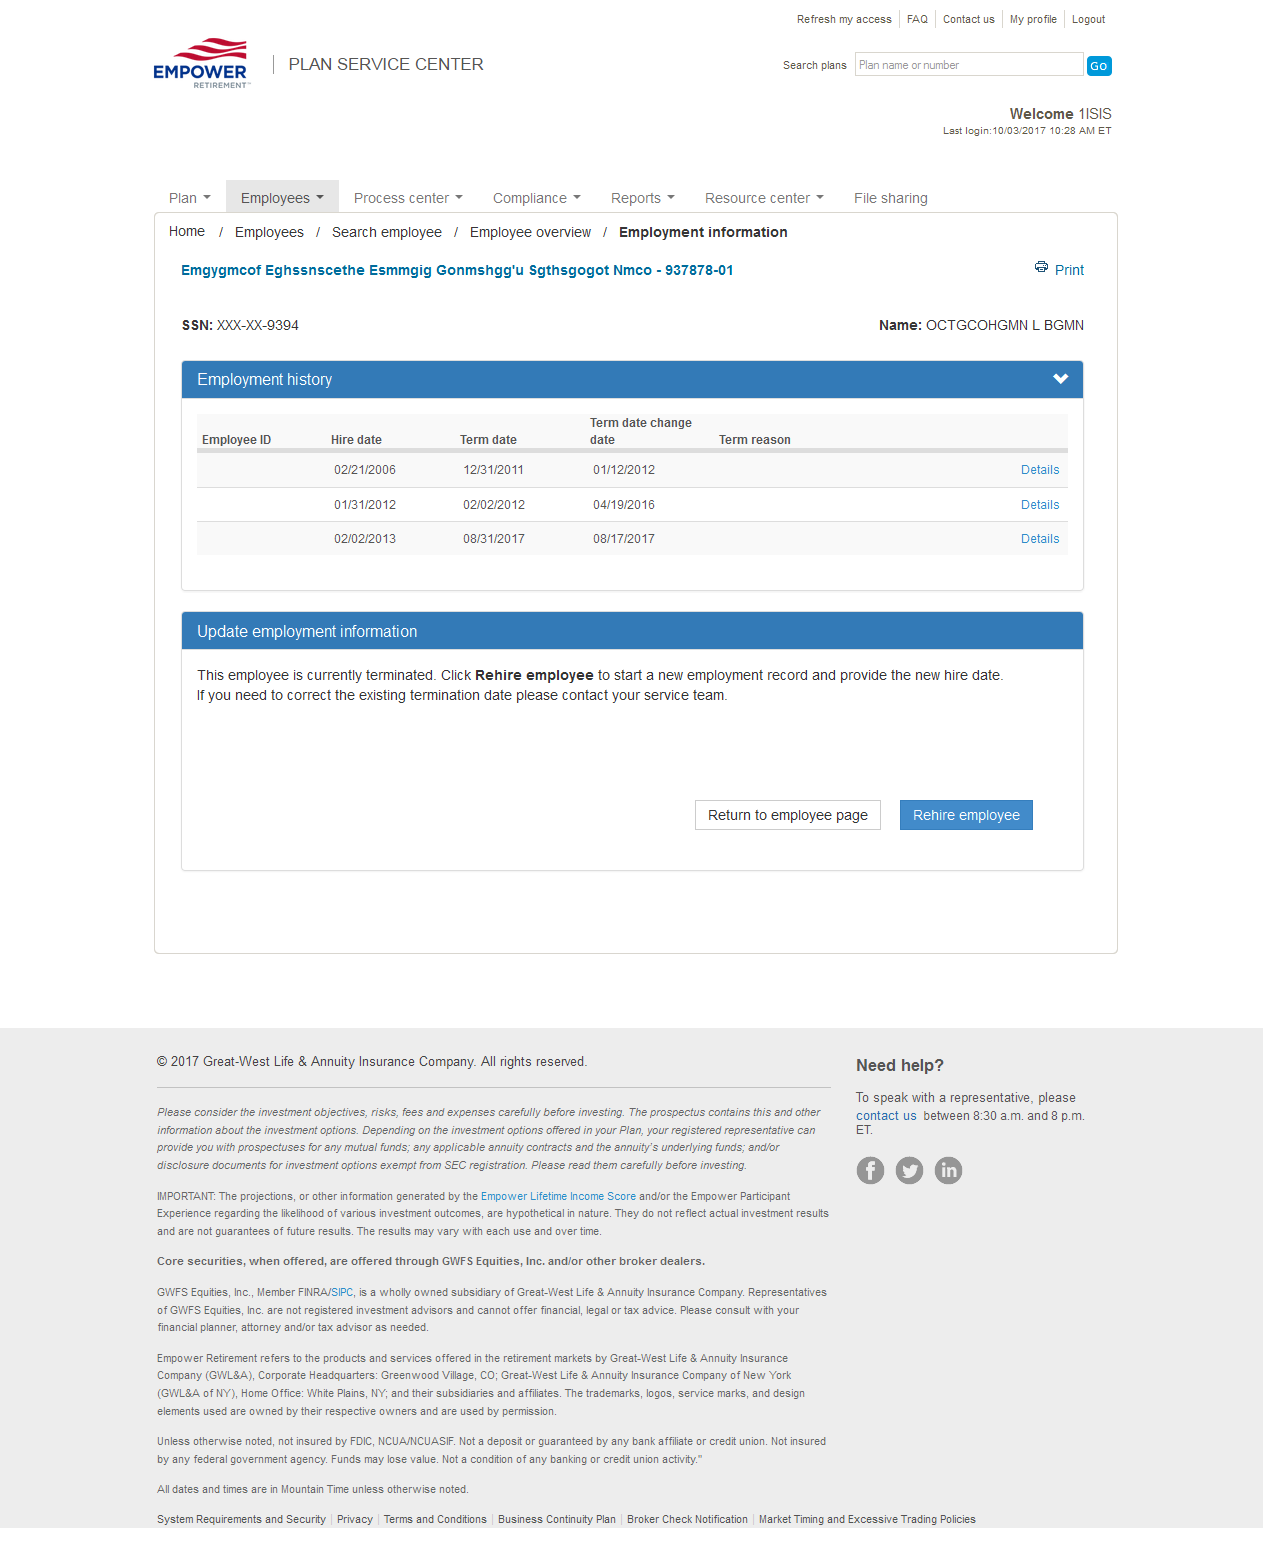 Refresh my access | FAQ | Contact us | My profile | Logout
EMPOWER
RETIREMENT™
PLAN SERVICE CENTER
Search plans Plan name or number Go
Welcome 1ISIS
Last login:10/03/2017 10:28 AM ET
Plan Employees Process center Compliance Reports Resource center File sharing
Home / Employees / Search employee / Employee overview / Employment information
Emgygmcof Eghssnscethe Esmmgig Gonmshgg'u Sgthsgogot Nmco - 937878-01 Print
SSN: XXX-XX-9394 Name: OCTGCOHGMN L BGMN
Employment history
Employee ID Hire date Term date Term date change date Term reason
02/21/2006 12/31/2011 01/12/2012 Details
01/31/2012 02/02/2012 04/19/2016 Details
02/02/2013 08/31/2017 08/17/2017 Details
Update employment information
This employee is currently terminated. Click Rehire employee to start a new employment record and provide the new hire date.
If you need to correct the existing termination date please contact your service team.
Return to employee page Rehire employee
© 2017 Great-West Life & Annuity Insurance Company. All rights reserved.
Please consider the investment objectives, risks, fees and expenses carefully before investing. The prospectus contains this and other
information about the investment options. Depending on the investment options offered in your Plan, your registered representative can
provide you with prospectuses for any mutual funds; any applicable annuity contracts and the annuity's underlying funds; and/or
disclosure documents for investment options exempt from SEC registration. Please read them carefully before investing.
IMPORTANT: The projections, or other information generated by the Empower Lifetime Income Score and/or the Empower Participant
Experience regarding the likelihood of various investment outcomes, are hypothetical in nature. They do not reflect actual investment results
and are not guarantees of future results. The results may vary with each use and over time.
Core securities, when offered, are offered through GWFS Equities, Inc. and/or other broker dealers.
GWFS Equities, Inc., Member FINRA/SIPC, is a wholly owned subsidiary of Great-West Life & Annuity Insurance Company. Representatives
of GWFS Equities, Inc. are not registered investment advisors and cannot offer financial, legal or tax advice. Please consult with your
financial planner, attorney and/or tax advisor as needed.
Empower Retirement refers to the products and services offered in the retirement markets by Great-West Life & Annuity Insurance
Company (GWL&A), Corporate Headquarters: Greenwood Village, CO; Great-West Life & Annuity Insurance Company of New York
(GWL&A of NY), Home Office: White Plains, NY; and their subsidiaries and affiliates. The trademarks, logos, service marks, and design
elements used are owned by their respective owners and are used by permission.
Unless otherwise noted, not insured by FDIC, NCUA/NCUASIF. Not a deposit or guaranteed by any bank affiliate or credit union. Not insured
by any federal government agency. Funds may lose value. Not a condition of any banking or credit union activity."
All dates and times are in Mountain Time unless otherwise noted.
System Requirements and Security | Privacy | Terms and Conditions | Business Continuity Plan | Broker Check Notification | Market Timing and Excessive Trading Policies
Need help?
To speak with a representative, please
contact us between 8:30 a.m. and 8 p.m.
ET.